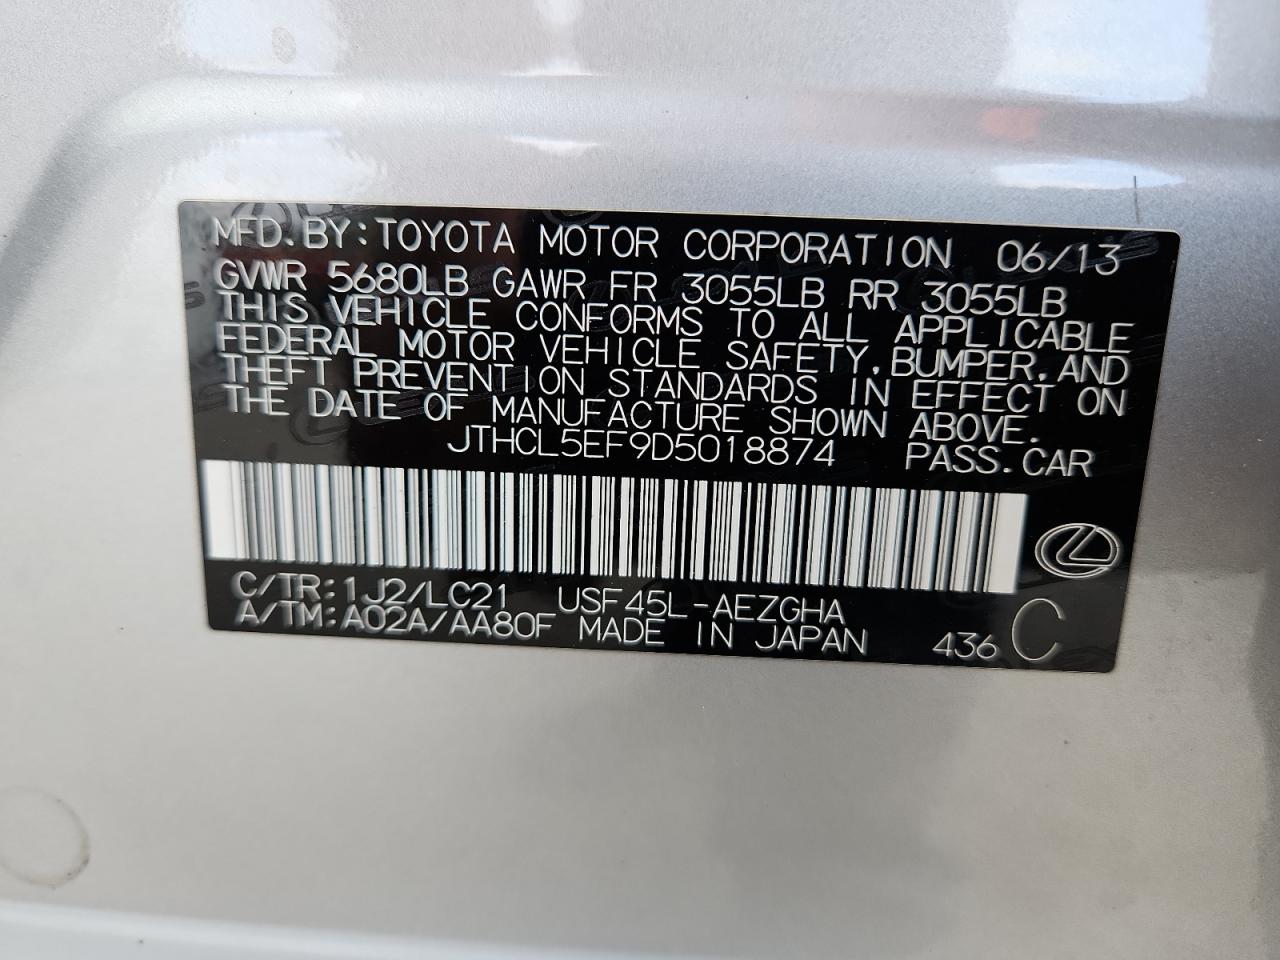 MFD.BY:TOYOTA MOTOR CORPORATION 06/13
GVWR 5680LB GAWR FR 3055LB RR 3055LB
THIS VEHICLE CONFORMS TO ALL APPLICABLE
FEDERAL MOTOR VEHICLE SAFETY,BUMPER,AND
THEFT PREVENTION STANDARDS IN EFFECT ON
THE DATE OF MANUFACTURE SHOWN ABOVE.
JTHCL5EF9D5018874 PASS.CAR
C/TR:1J2/LC21 USF45L-AEZGHA
A/TM:A02A/AA80F MADE IN JAPAN 436 C